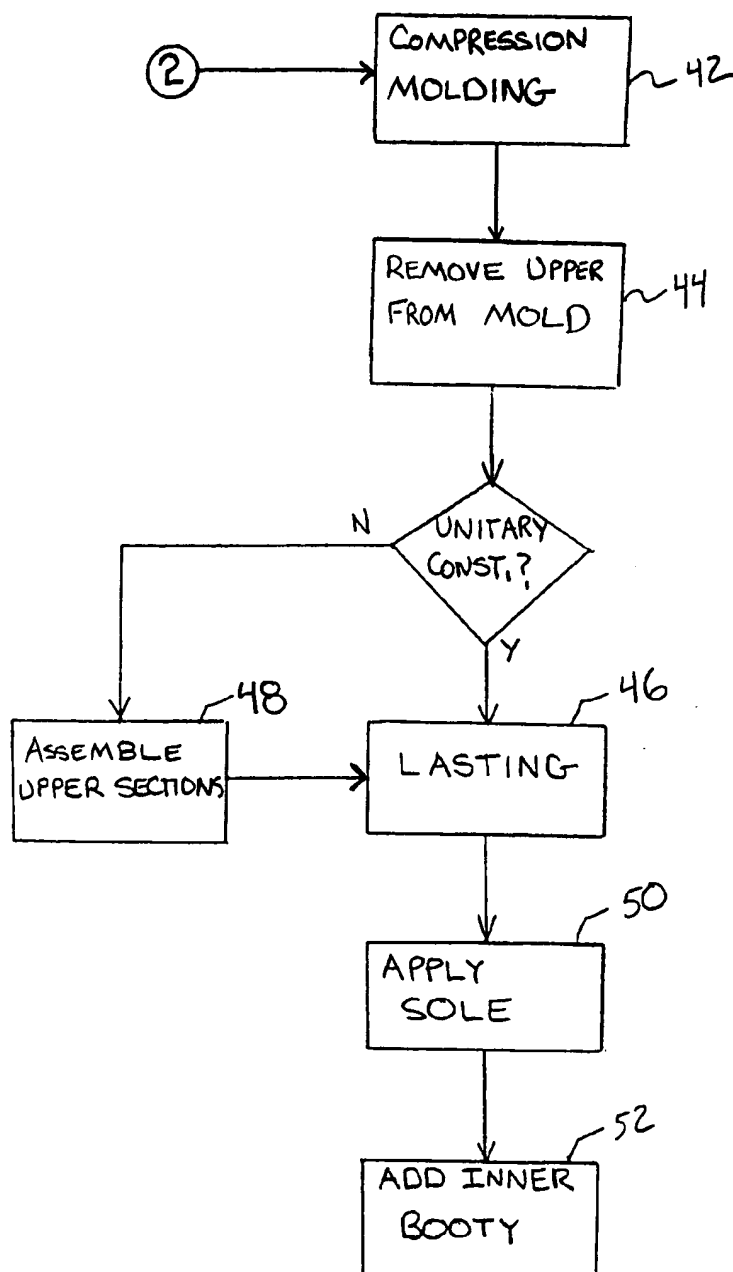 2
COMPRESSION
MOLDING
42
REMOVE UPPER
FROM MOLD
44
N
UNITARY
CONST.?
Y
48
46
ASSEMBLE
UPPER SECTIONS
LASTING
50
APPLY
SOLE
52
ADD INNER
BOOTY